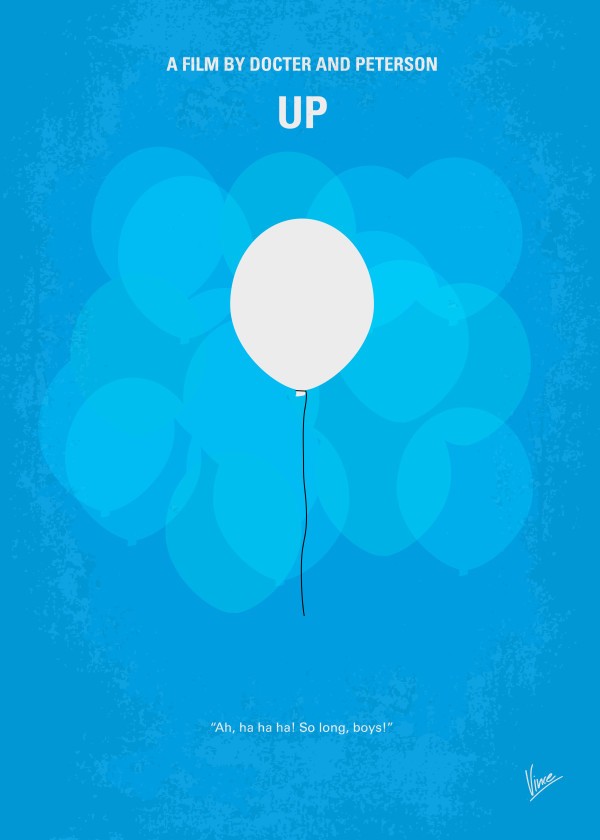 A FILM BY DOCTER AND PETERSON
UP
“Ah, ha ha ha! So long, boys!”
Vince